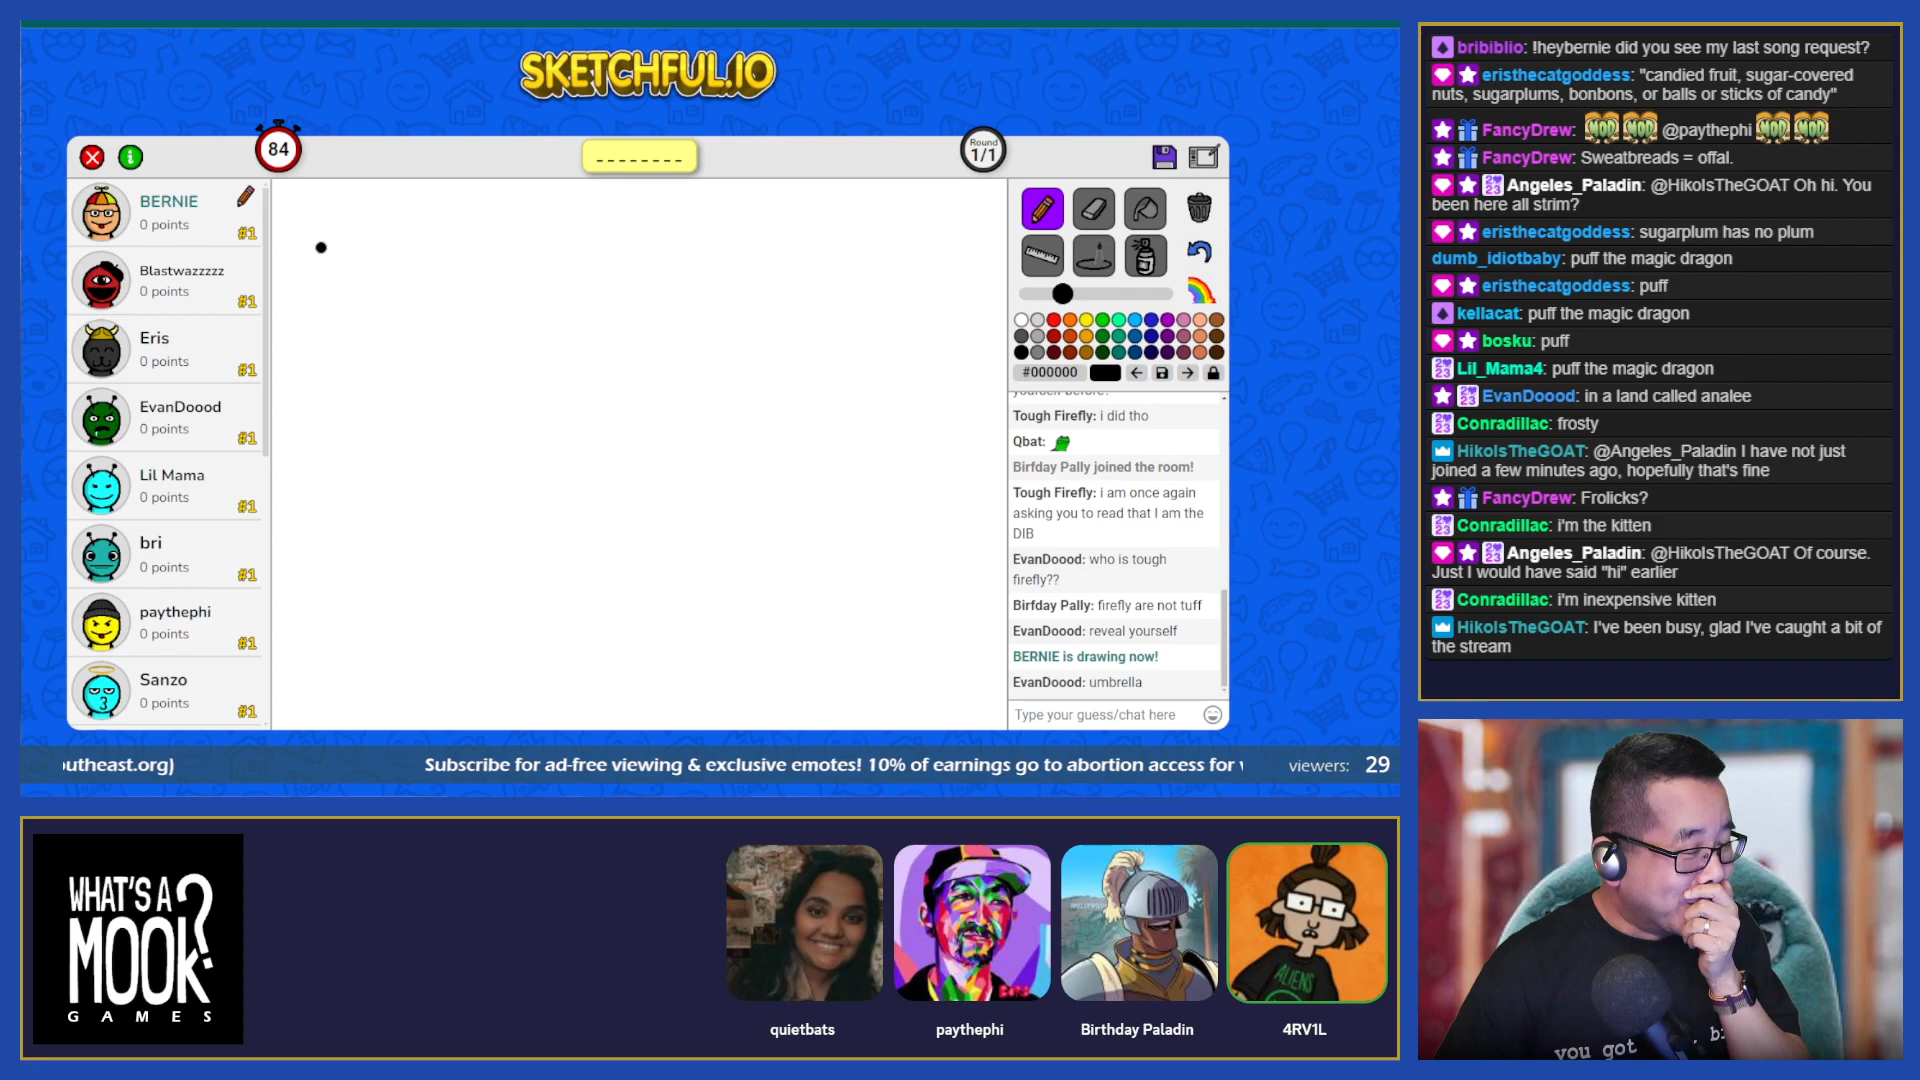 SKETCHFUL.IO
84
_ _ _ _ _ _ _ _
Round
1/1
BERNIE
0 points
#1
Blastwazzzzz
0 points
#1
Eris
0 points
#1
EvanDoood
0 points
#1
Lil Mama
0 points
#1
bri
0 points
#1
paythephi
0 points
#1
Sanzo
0 points
#1
#000000
Tough Firefly: i did tho
Qbat:
Birfday Pally joined the room!
Tough Firefly: i am once again
asking you to read that I am the
DIB
EvanDoood: who is tough
firefly??
Birfday Pally: firefly are not tuff
EvanDoood: reveal yourself
BERNIE is drawing now!
EvanDoood: umbrella
Type your guess/chat here
outheast.org)
Subscribe for ad-free viewing & exclusive emotes! 10% of earnings go to abortion access for
viewers: 29
WHAT'S A
MOOK?
GAMES
quietbats
paythephi
Birthday Paladin
ALIENS
4RV1L
bribiblio: !heybernie did you see my last song request?
eristhecatgoddess: "candied fruit, sugar-covered
nuts, sugarplums, bonbons, or balls or sticks of candy"
FancyDrew: MOD MOD @paythephi MOD MOD
FancyDrew: Sweatbreads = offal.
Angeles_Paladin: @HikoIsTheGOAT Oh hi. You
been here all strim?
eristhecatgoddess: sugarplum has no plum
dumb_idiotbaby: puff the magic dragon
eristhecatgoddess: puff
kellacat: puff the magic dragon
bosku: puff
Lil_Mama4: puff the magic dragon
EvanDoood: in a land called analee
Conradillac: frosty
HikoIsTheGOAT: @Angeles_Paladin I have not just
joined a few minutes ago, hopefully that's fine
FancyDrew: Frolicks?
Conradillac: i'm the kitten
Angeles_Paladin: @HikoIsTheGOAT Of course.
Just I would have said "hi" earlier
Conradillac: i'm inexpensive kitten
HikoIsTheGOAT: I've been busy, glad I've caught a bit of
the stream
you got